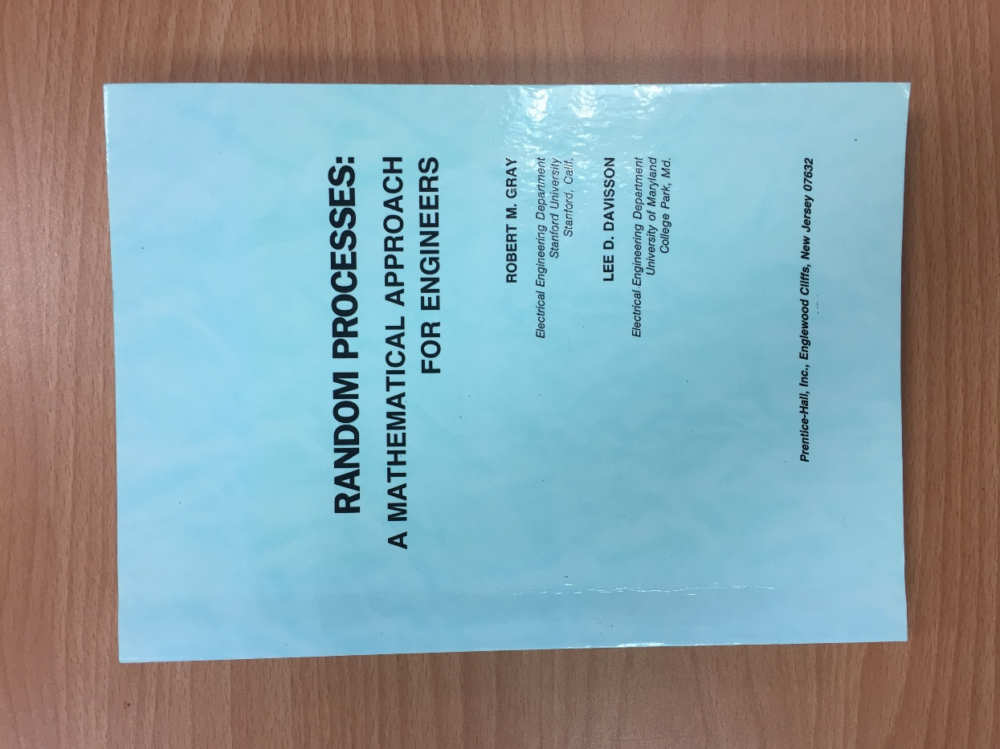 RANDOM PROCESSES:
A MATHEMATICAL APPROACH
FOR ENGINEERS
ROBERT M. GRAY
Electrical Engineering Department
Stanford University
Stanford, Calif.
LEE D. DAVISSON
Electrical Engineering Department
University of Maryland
College Park, Md.
Prentice-Hall, Inc., Englewood Cliffs, New Jersey 07632